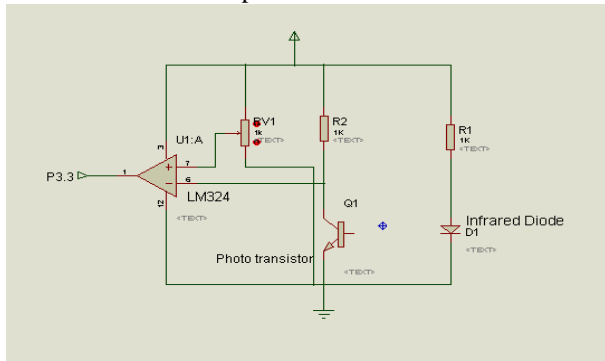 RV1
1k
<TEXT>
R2
1K
<TEXT>
R1
1K
<TEXT>
U1:A
3
P3.3
1
7
6
12
LM324
<TEXT>
Q1
<TEXT>
Photo transistor
Infrared Diode
D1
<TEXT>